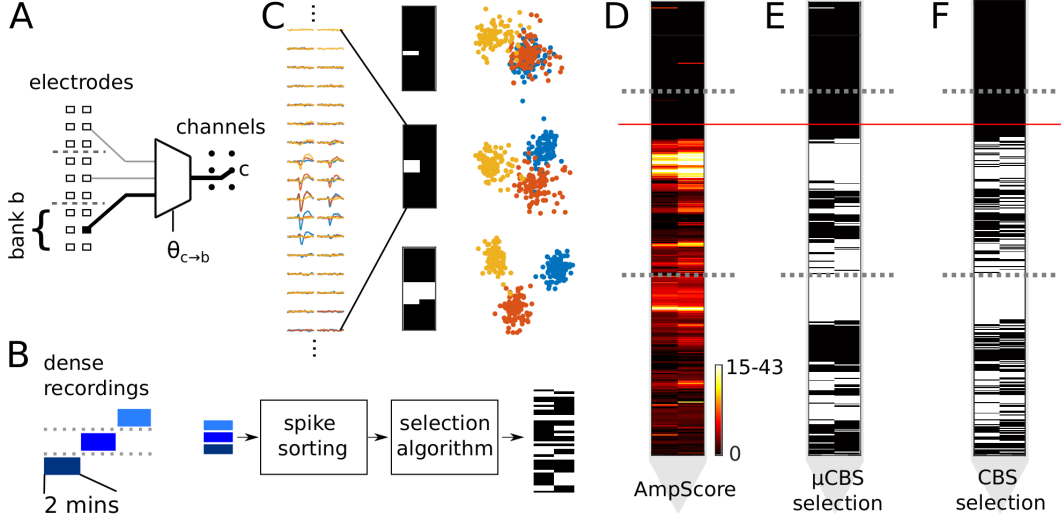 A
electrodes
channels
c
bank b
θc→b
B
dense
recordings
2 mins
spike
sorting
selection
algorithm
C
D
15-43
0
AmpScore
E
μCBS
selection
F
CBS
selection